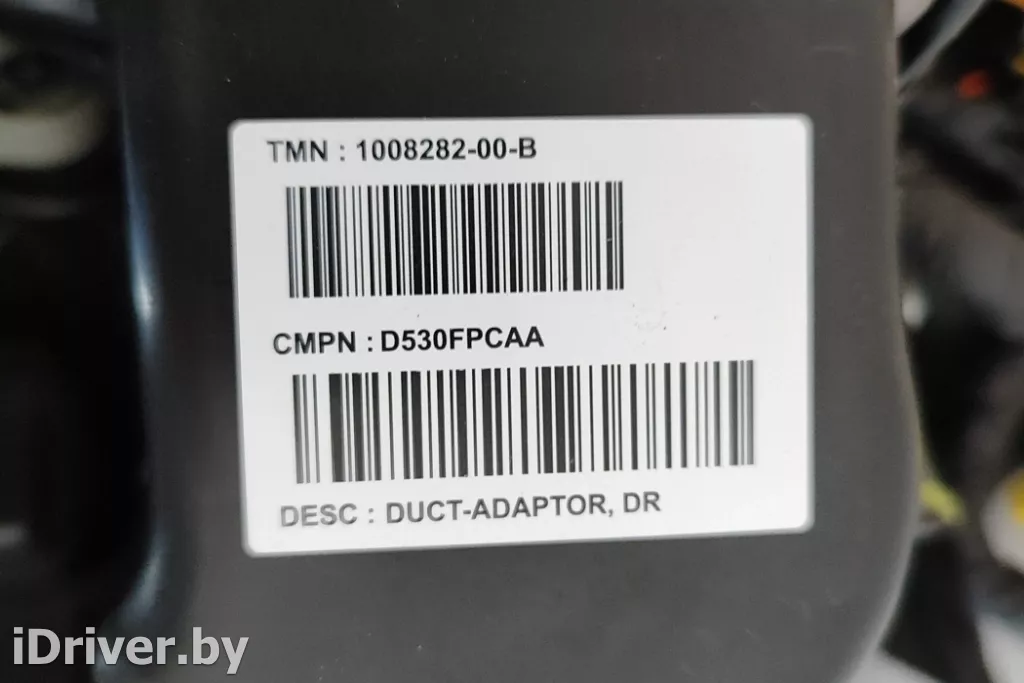 TMN : 1008282-00-B
CMPN : D530FPCAA
DESC : DUCT-ADAPTOR, DR
iDriver.by